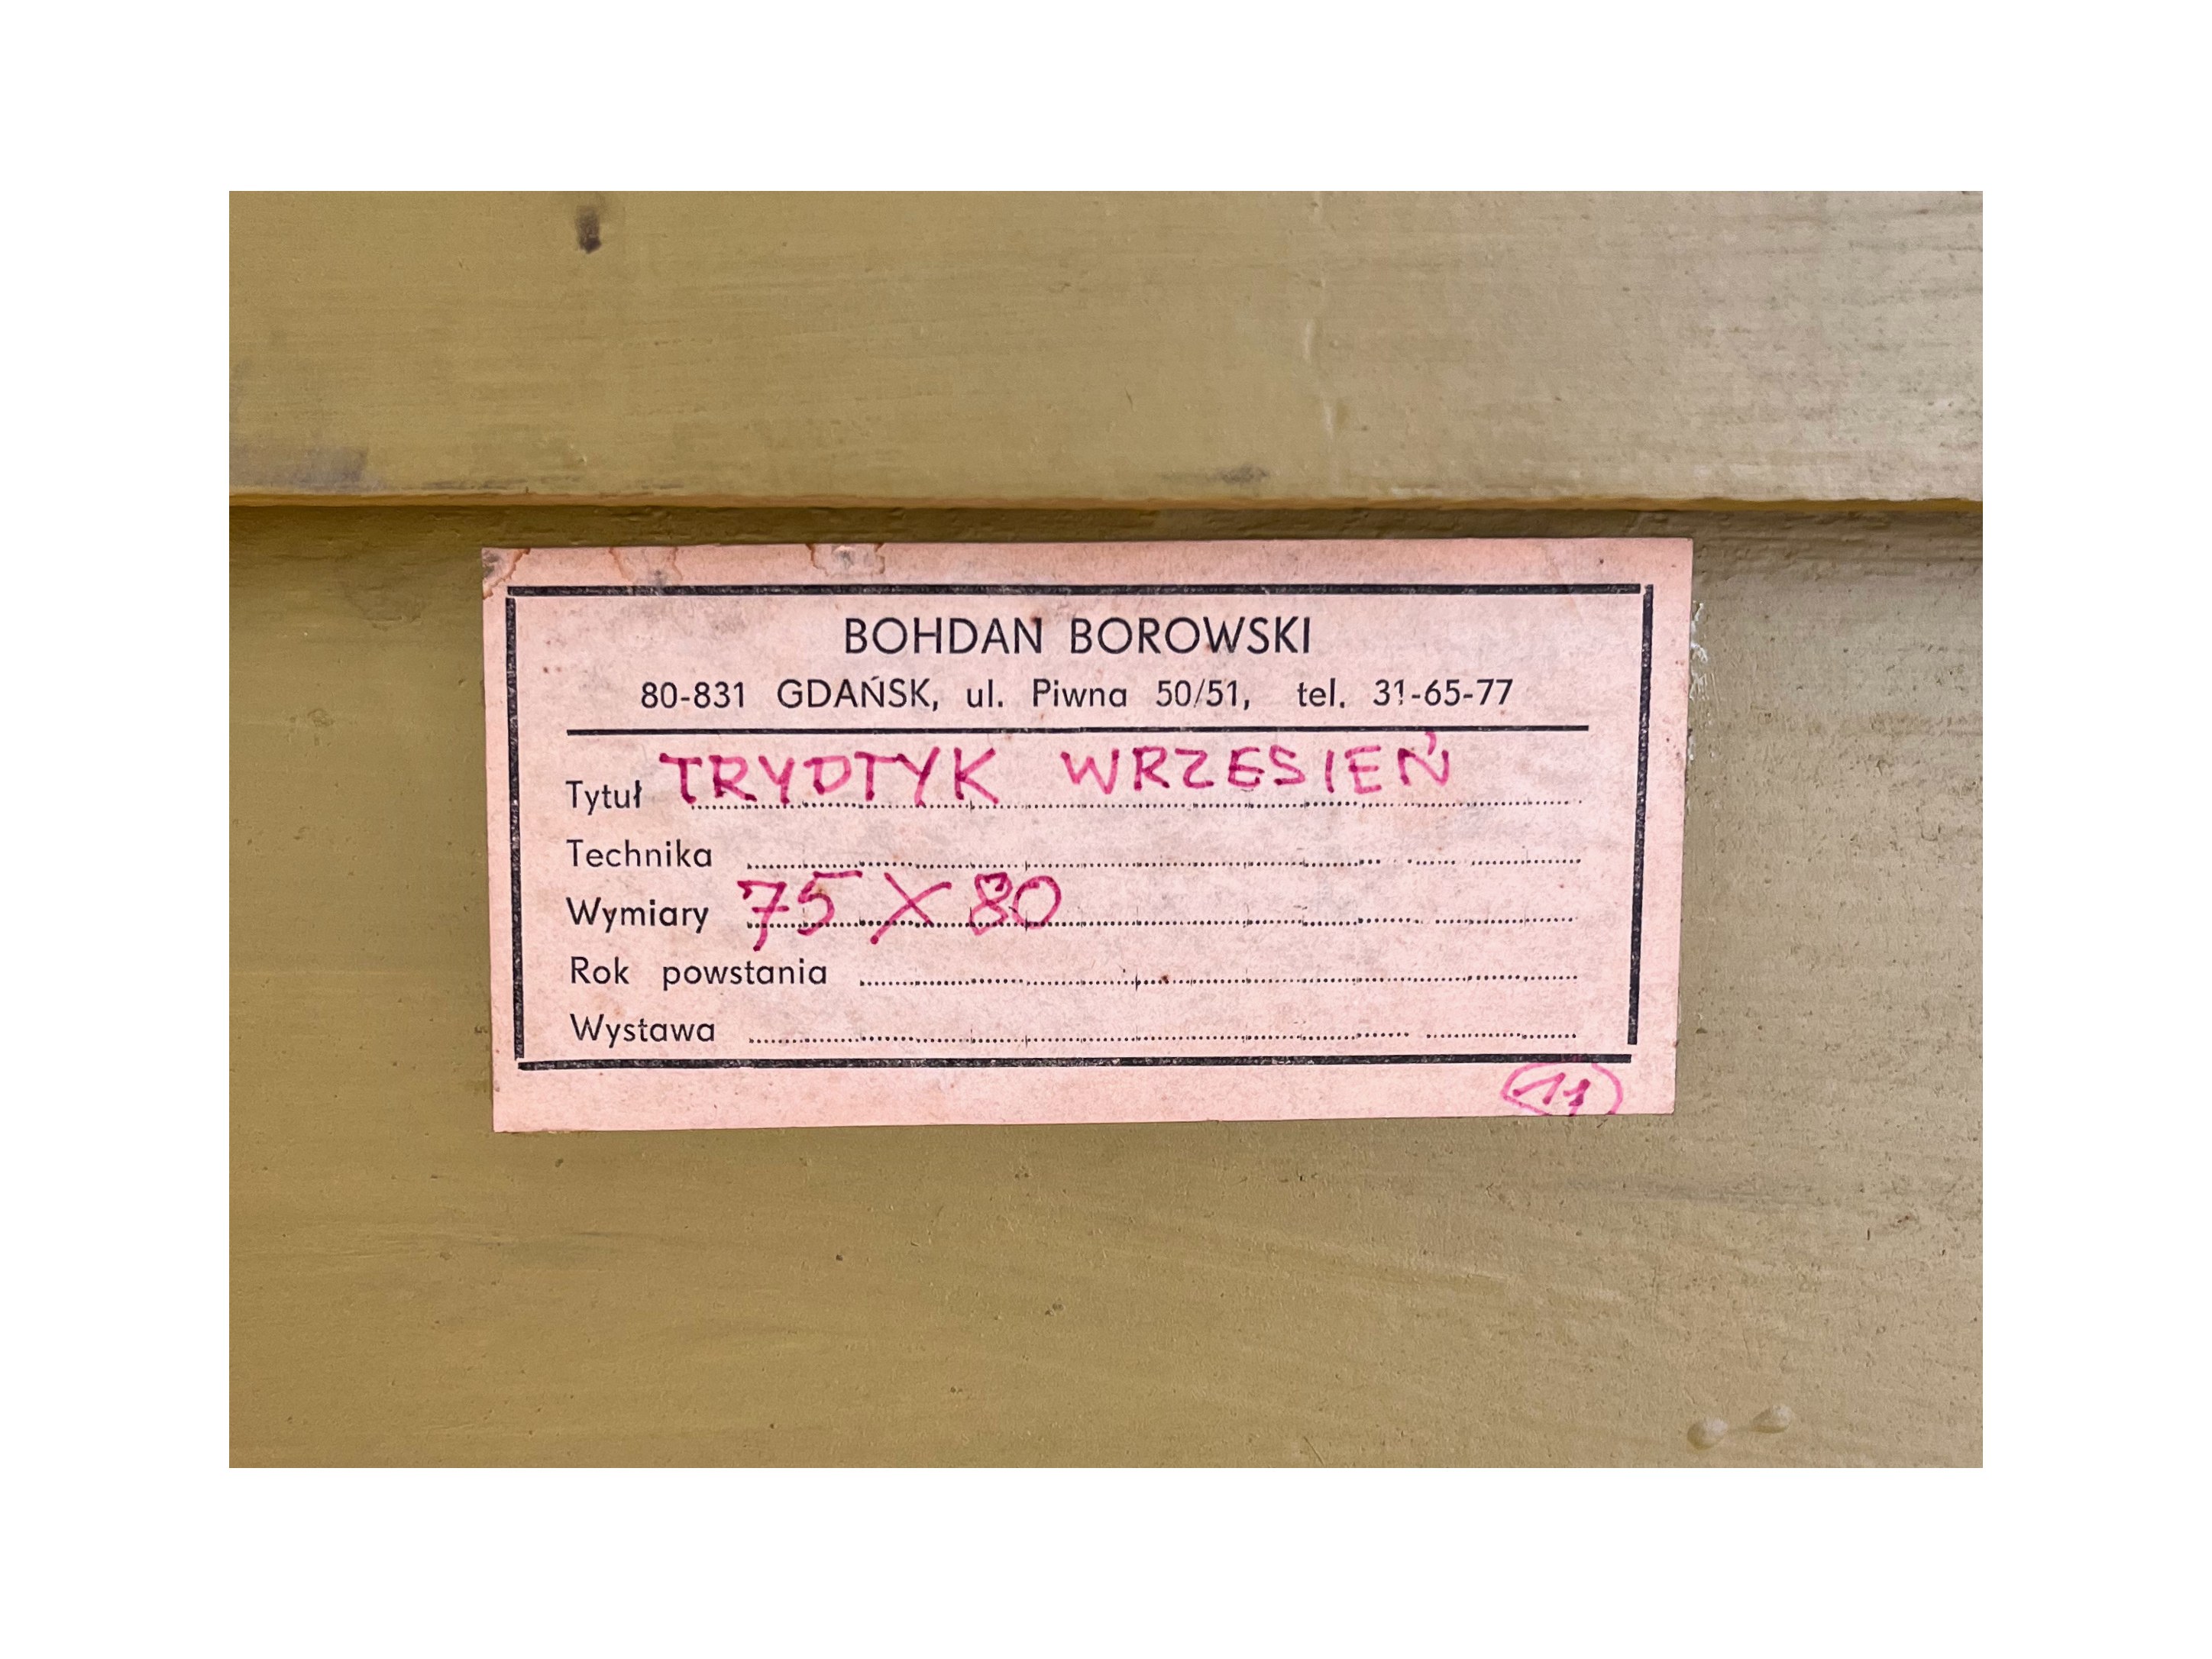 BOHDAN BOROWSKI
80-831 GDAŃSK, ul. Piwna 50/51, tel. 31-65-77
Tytuł TRYPTYK WRZESIEŃ
Technika
Wymiary 75 X 80
Rok powstania
Wystawa
11